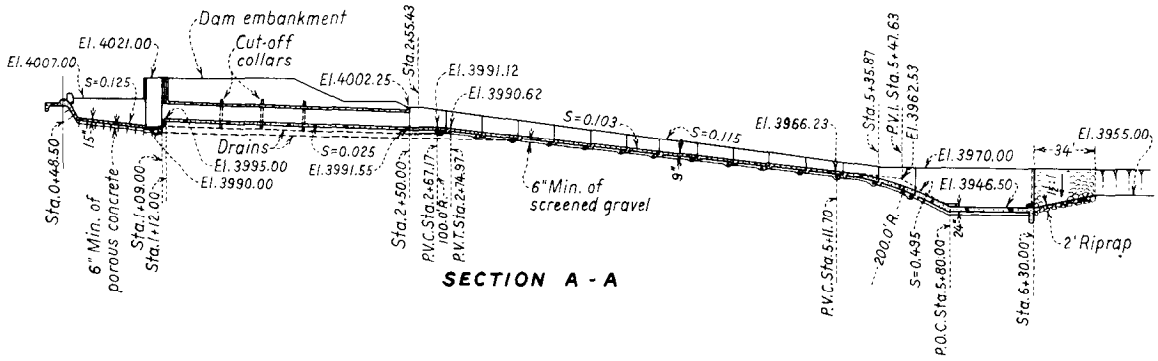 Dam embankment
El. 4021.00
Cut-off
collars
Sta. 2+55.43
El. 4007.00
S=0.125
El. 4002.25
El. 3991.12
El. 3990.62
S=0.103
S=0.115
El. 3966.23
Sta. 5+35.87
P.V.I. Sta. 5+47.63
El. 3962.53
El. 3970.00
34'
El. 3955.00
15"
Drains
S=0.025
El. 3995.00
El. 3991.55
El. 3990.00
9"
6" Min. of
screened gravel
El. 3946.50
24"
2' Riprap
Sta. 0+48.50
6" Min. of
porous concrete
Sta. 1+09.00
Sta. 1+12.00
Sta. 2+50.00
P.V.C. Sta. 2+67.17
100.0' R.
P.V.T. Sta. 2+74.97
P.V.C. Sta. 5+11.70
200.0' R.
S=0.495
P.O.C. Sta. 5+80.00
Sta. 6+30.00
SECTION A - A